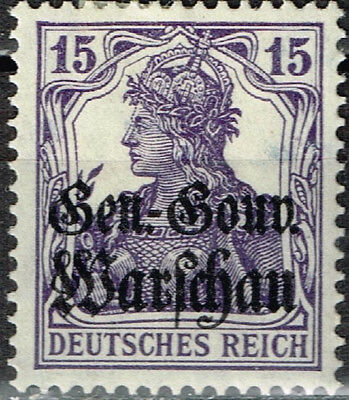 15 15
Gen.-Gouv.
Warschau
DEUTSCHES REICH